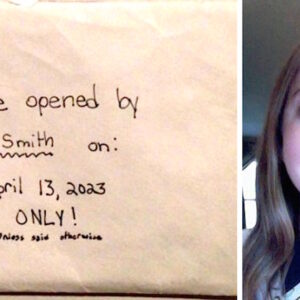 e opened by
Smith on:
pril 13, 2023
ONLY!
unless said otherwise